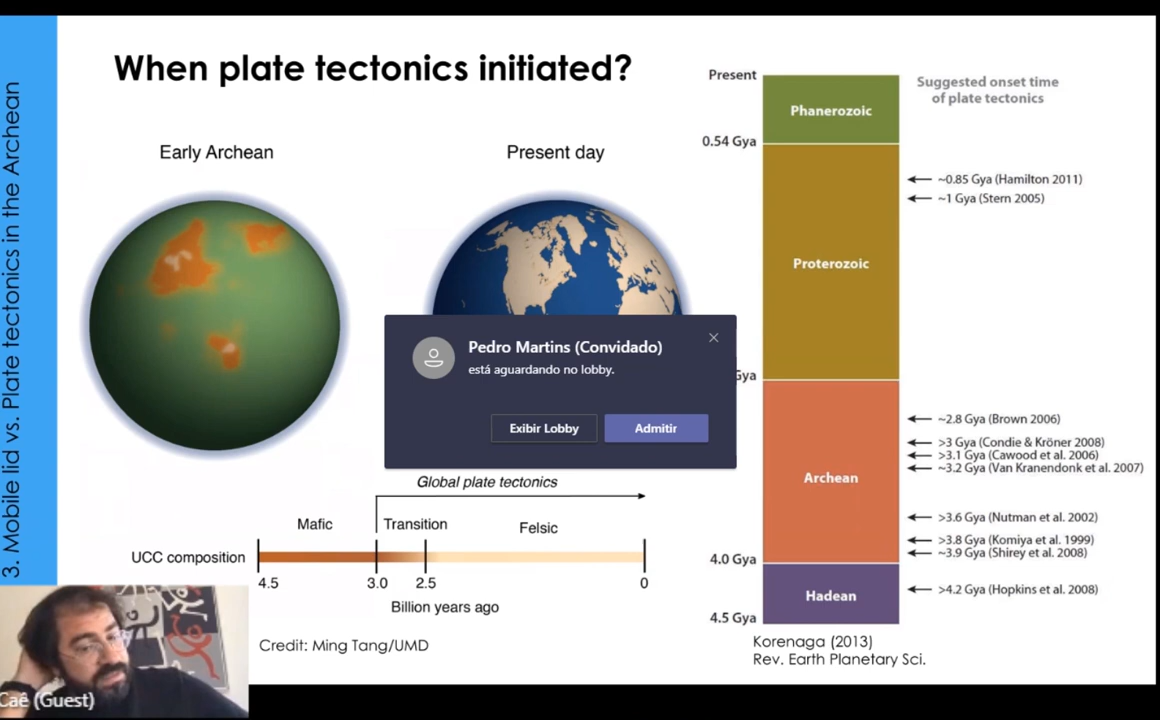 3. Mobile lid vs. Plate tectonics in the Archean
When plate tectonics initiated?
Early Archean
Present day
Pedro Martins (Convidado)
está aguardando no lobby.
Exibir Lobby
Admitir
Global plate tectonics
Mafic
Transition
Felsic
UCC composition
4.5
3.0
2.5
0
Billion years ago
Credit: Ming Tang/UMD
Suggested onset time
of plate tectonics
Present
Phanerozoic
0.54 Gya
~0.85 Gya (Hamilton 2011)
~1 Gya (Stern 2005)
Proterozoic
Gya
~2.8 Gya (Brown 2006)
>3 Gya (Condie & Kröner 2008)
>3.1 Gya (Cawood et al. 2006)
~3.2 Gya (Van Kranendonk et al. 2007)
Archean
>3.6 Gya (Nutman et al. 2002)
>3.8 Gya (Komiya et al. 1999)
~3.9 Gya (Shirey et al. 2008)
4.0 Gya
>4.2 Gya (Hopkins et al. 2008)
Hadean
4.5 Gya
Korenaga (2013)
Rev. Earth Planetary Sci.
Caê (Guest)